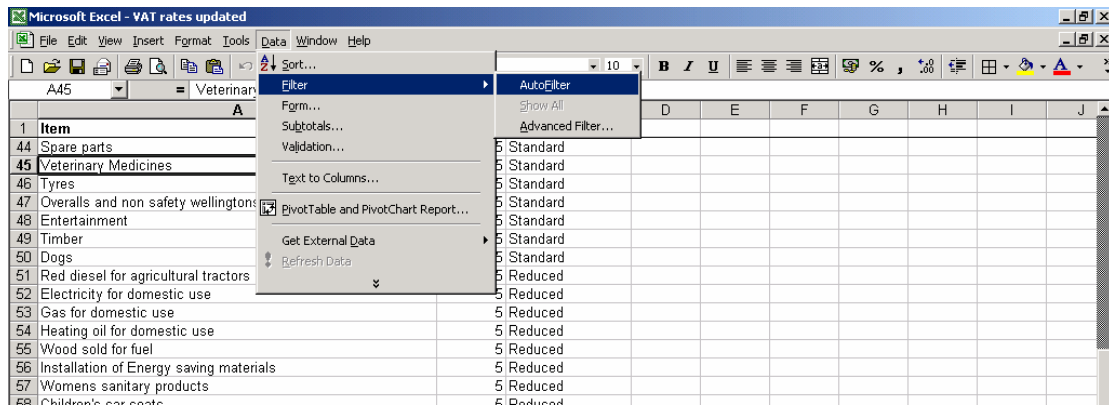 Microsoft Excel - VAT rates updated
File Edit View Insert Format Tools Data Window Help
10 B I U % ,
A45 = Veterinary
Sort...
Filter
Form...
Subtotals...
Validation...
Text to Columns...
PivotTable and PivotChart Report...
Get External Data
Refresh Data
AutoFilter
Show All
Advanced Filter...
A D E F G H I J
1 Item
44 Spare parts 5 Standard
45 Veterinary Medicines 5 Standard
46 Tyres 5 Standard
47 Overalls and non safety wellingtons 5 Standard
48 Entertainment 5 Standard
49 Timber 5 Standard
50 Dogs 5 Standard
51 Red diesel for agricultural tractors 5 Reduced
52 Electricity for domestic use 5 Reduced
53 Gas for domestic use 5 Reduced
54 Heating oil for domestic use 5 Reduced
55 Wood sold for fuel 5 Reduced
56 Installation of Energy saving materials 5 Reduced
57 Womens sanitary products 5 Reduced
58 Children's car seats 5 Reduced